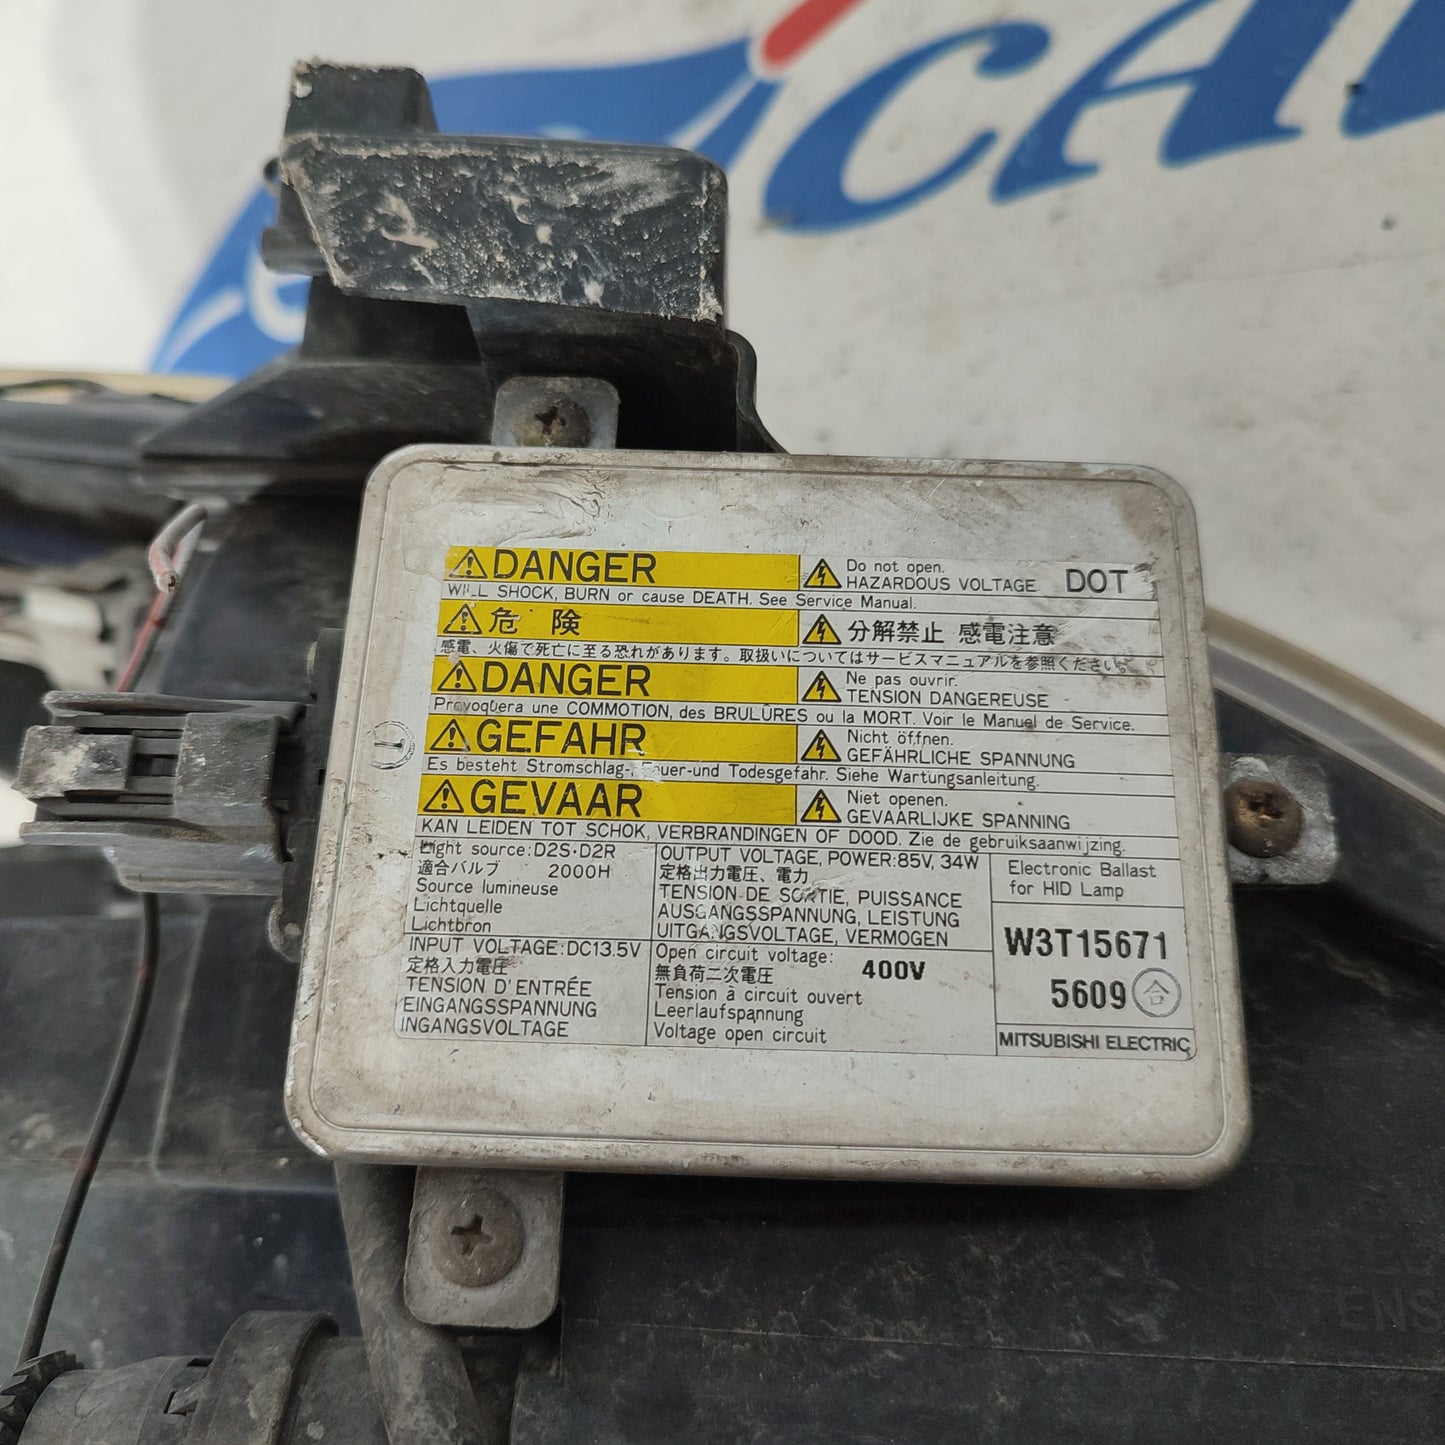 CA
DANGER
Do not open.
HAZARDOUS VOLTAGE DOT
WILL SHOCK, BURN or cause DEATH. See Service Manual.
危 険
分解禁止 感電注意
感電、火傷で死亡に至る恐れがあります。取扱いについてはサービスマニュアルを参照ください。
DANGER
Ne pas ouvrir.
TENSION DANGEREUSE
Provoquera une COMMOTION, des BRULÛRES ou la MORT. Voir le Manuel de Service.
GEFAHR
Nicht öffnen.
GEFÄHRLICHE SPANNUNG
Es besteht Stromschlag-, Feuer-und Todesgefahr. Siehe Wartungsanleitung.
GEVAAR
Niet openen.
GEVAARLIJKE SPANNING
KAN LEIDEN TOT SCHOK, VERBRANDINGEN OF DOOD. Zie de gebruiksaanwijzing.
Light source:D2S·D2R
適合バルブ 2000H
Source lumineuse
Lichtquelle
Lichtbron
OUTPUT VOLTAGE, POWER:85V, 34W
定格出力電圧、電力
TENSION DE SORTIE, PUISSANCE
AUSGANGSSPANNUNG, LEISTUNG
UITGANGSVOLTAGE, VERMOGEN
Electronic Ballast
for HID Lamp
INPUT VOLTAGE:DC13.5V
定格入力電圧
TENSION D'ENTRÉE
EINGANGSSPANNUNG
INGANGSVOLTAGE
Open circuit voltage: 400V
無負荷二次電圧
Tension à circuit ouvert
Leerlaufspannung
Voltage open circuit
W3T15671
5609 合
MITSUBISHI ELECTRIC